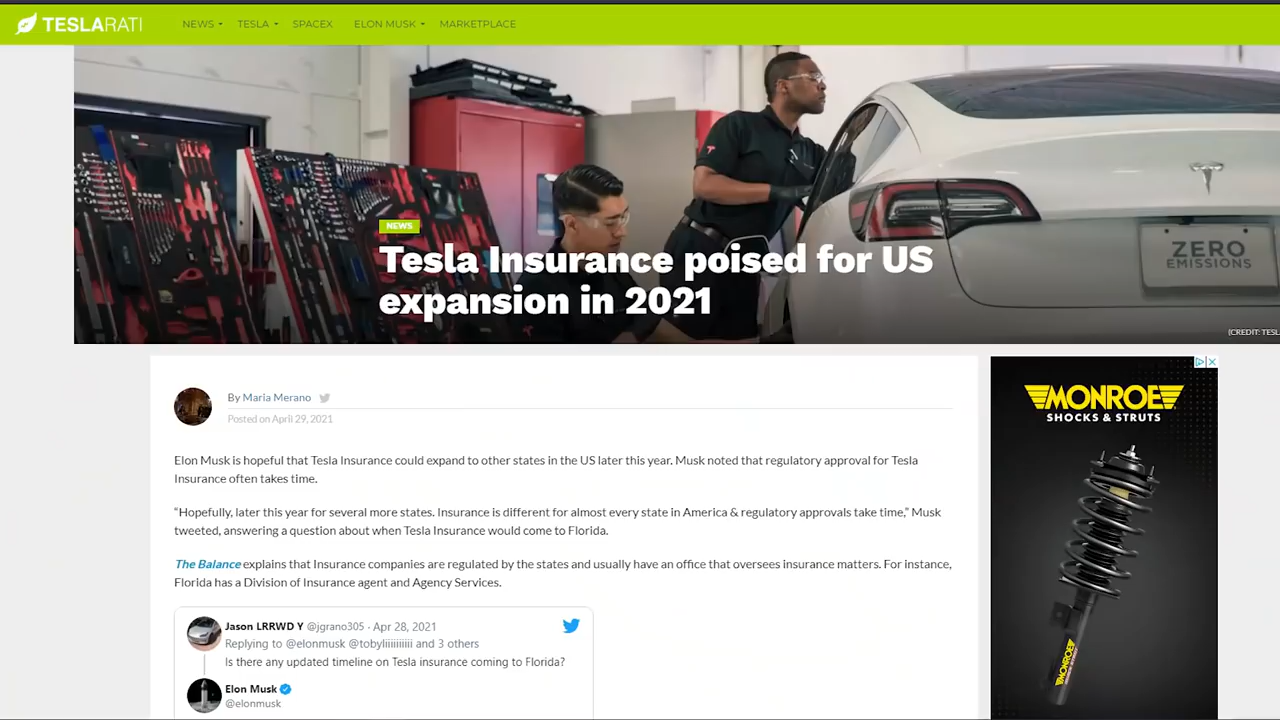 TESLARATI
NEWS TESLA SPACEX ELON MUSK MARKETPLACE
ZERO
EMISSIONS
NEWS
Tesla Insurance poised for US
expansion in 2021
(CREDIT: TESL
By Maria Merano
Posted on April 29, 2021
Elon Musk is hopeful that Tesla Insurance could expand to other states in the US later this year. Musk noted that regulatory approval for Tesla
Insurance often takes time.
“Hopefully, later this year for several more states. Insurance is different for almost every state in America & regulatory approvals take time,” Musk
tweeted, answering a question about when Tesla Insurance would come to Florida.
The Balance explains that Insurance companies are regulated by the states and usually have an office that oversees insurance matters. For instance,
Florida has a Division of Insurance agent and Agency Services.
Jason LRRWD Y @jgrano305 · Apr 28, 2021
Replying to @elonmusk @tobyliiiiiiiiii and 3 others
Is there any updated timeline on Tesla insurance coming to Florida?
Elon Musk
@elonmusk
MONROE
SHOCKS & STRUTS
MONROE